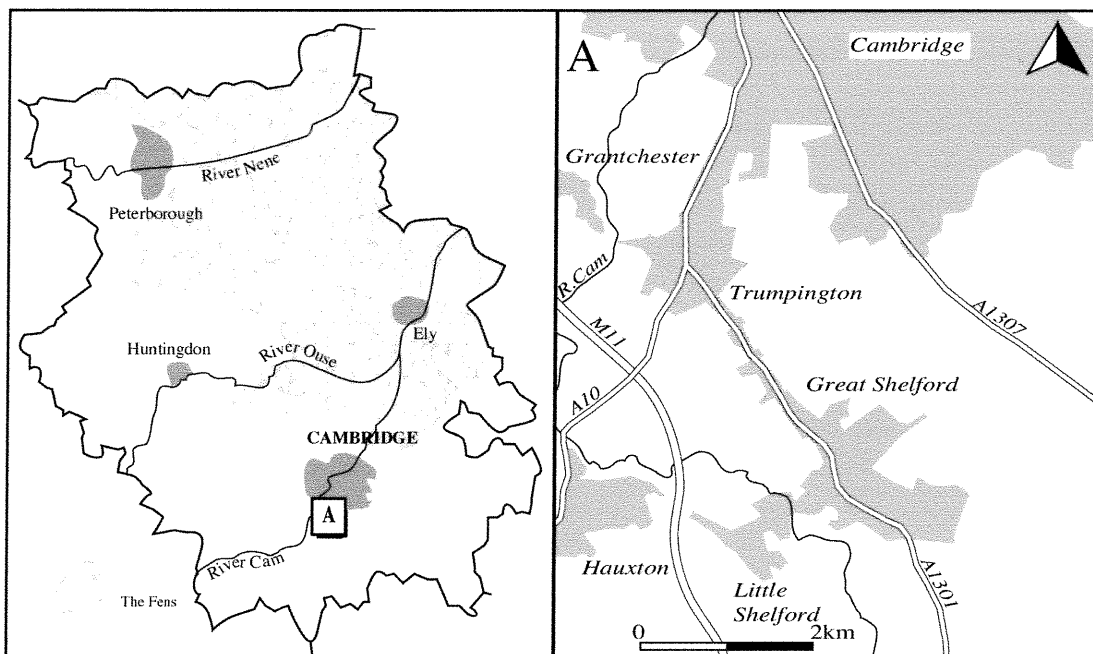 River Nene
Peterborough
Ely
Huntingdon
River Ouse
CAMBRIDGE
A
River Cam
The Fens
A
Cambridge
Grantchester
R.Cam
Trumpington
M11
A1307
Great Shelford
A10
Hauxton
Little
Shelford
A1301
0 2km